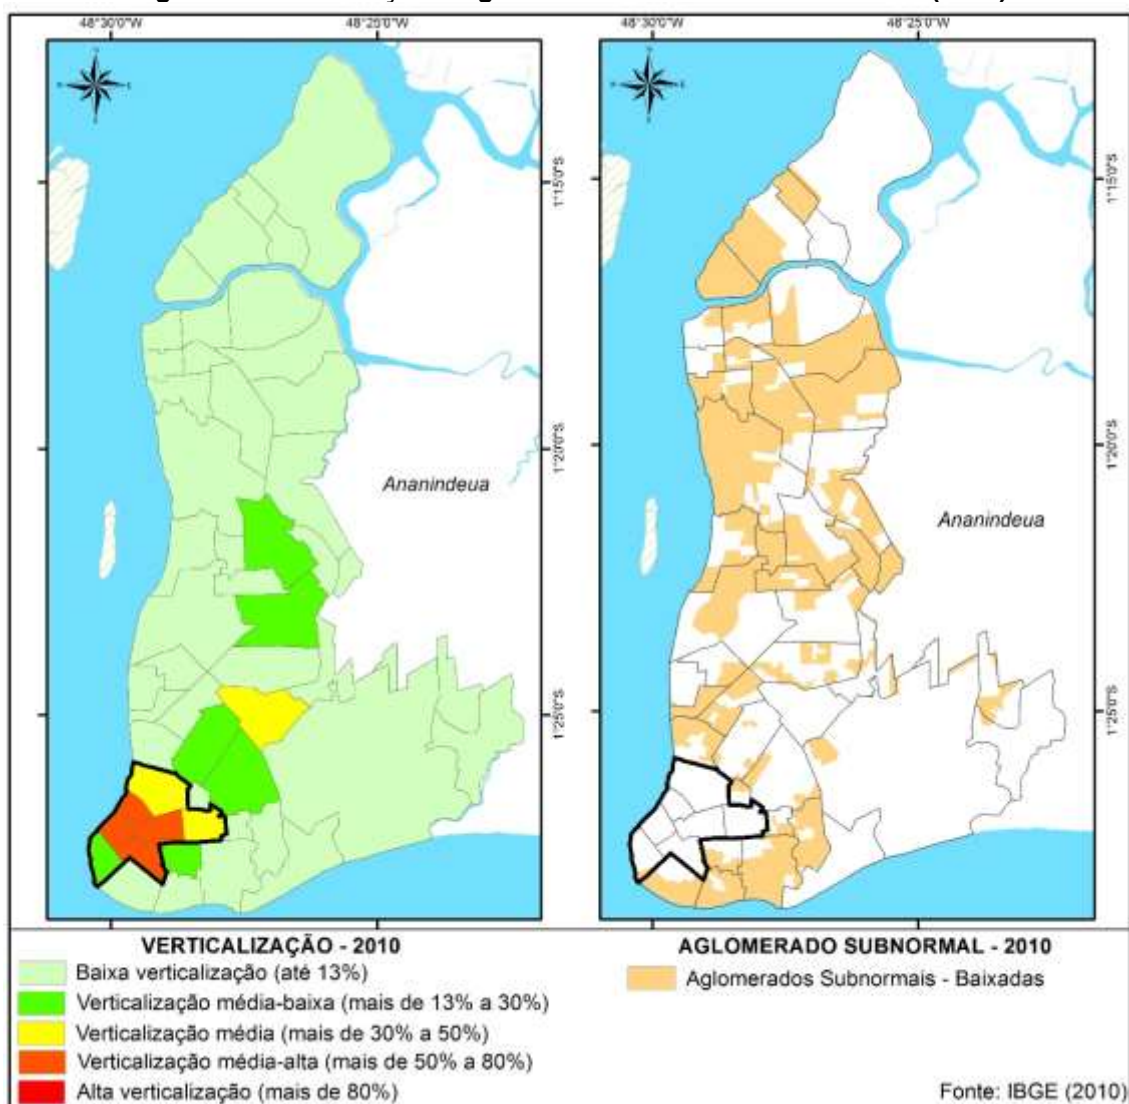 48°30'0"W
48°25'0"W
48°30'0"W
48°25'0"W
N
N
1°15'0"S
1°15'0"S
1°20'0"S
1°20'0"S
Ananindeua
Ananindeua
1°25'0"S
1°25'0"S
VERTICALIZAÇÃO - 2010
Baixa verticalização (até 13%)
Verticalização média-baixa (mais de 13% a 30%)
Verticalização média (mais de 30% a 50%)
Verticalização média-alta (mais de 50% a 80%)
Alta verticalização (mais de 80%)
AGLOMERADO SUBNORMAL - 2010
Aglomerados Subnormais - Baixadas
Fonte: IBGE (2010)